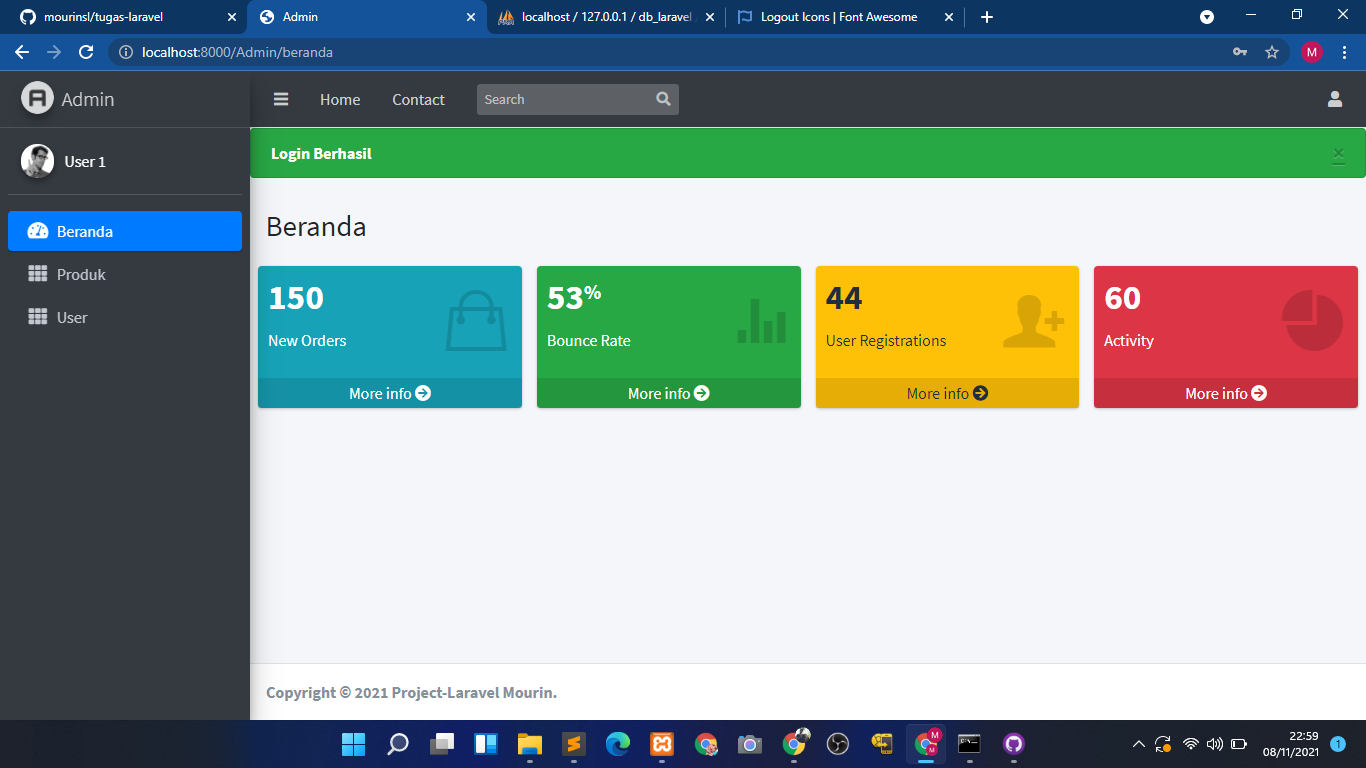 mourinsl/tugas-laravel
Admin
localhost / 127.0.0.1 / db_laravel
Logout Icons | Font Awesome
localhost:8000/Admin/beranda
M
Admin
Home
Contact
Search
User 1
Login Berhasil
×
Beranda
Produk
User
Beranda
150
New Orders
More info
53%
Bounce Rate
More info
44
User Registrations
More info
60
Activity
More info
Copyright © 2021 Project-Laravel Mourin.
M
22:59
08/11/2021
1